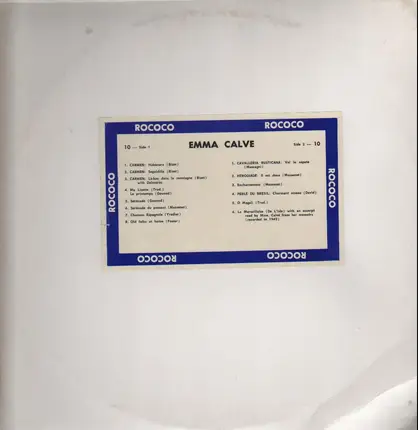 ROCOCO ROCOCO
10 — Side 1 EMMA CALVE Side 2 — 10
1. CARMEN: Habanera (Bizet)
2. CARMEN: Seguidilla (Bizet)
3. CARMEN: La-bas dans la montagne (Bizet)
with Dalmorès
4. Ma Lisette (Trad.)
Le printemps (Gounod)
5. Sérénade (Gounod)
6. Sérénade du passant (Massenet)
7. Chanson Espagnole (Yradier)
8. Old folks at home (Foster)
1. CAVALLERIA RUSTICANA: Voi lo sapete
(Mascagni)
2. HERODIADE: Il est doux (Massenet)
3. Enchantement (Massenet)
4. PERLE DU BRESIL: Charmant oiseau (David)
5. O Magali (Trad.)
6. La Marseillaise (De L'Isle) with an excerpt
read by Mme. Calve from her memoirs
(recorded in 1940)
ROCOCO
ROCOCO
ROCOCO ROCOCO